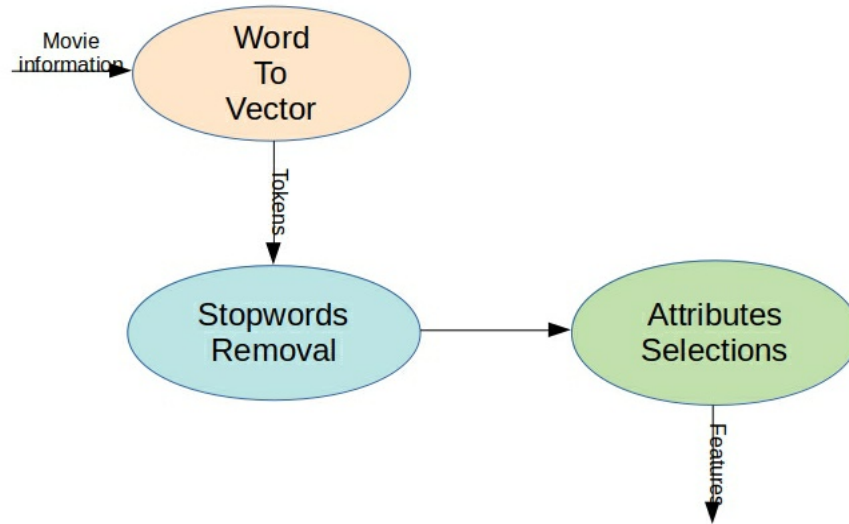 Movie
information
Word
To
Vector
Tokens
Stopwords
Removal
Attributes
Selections
Features